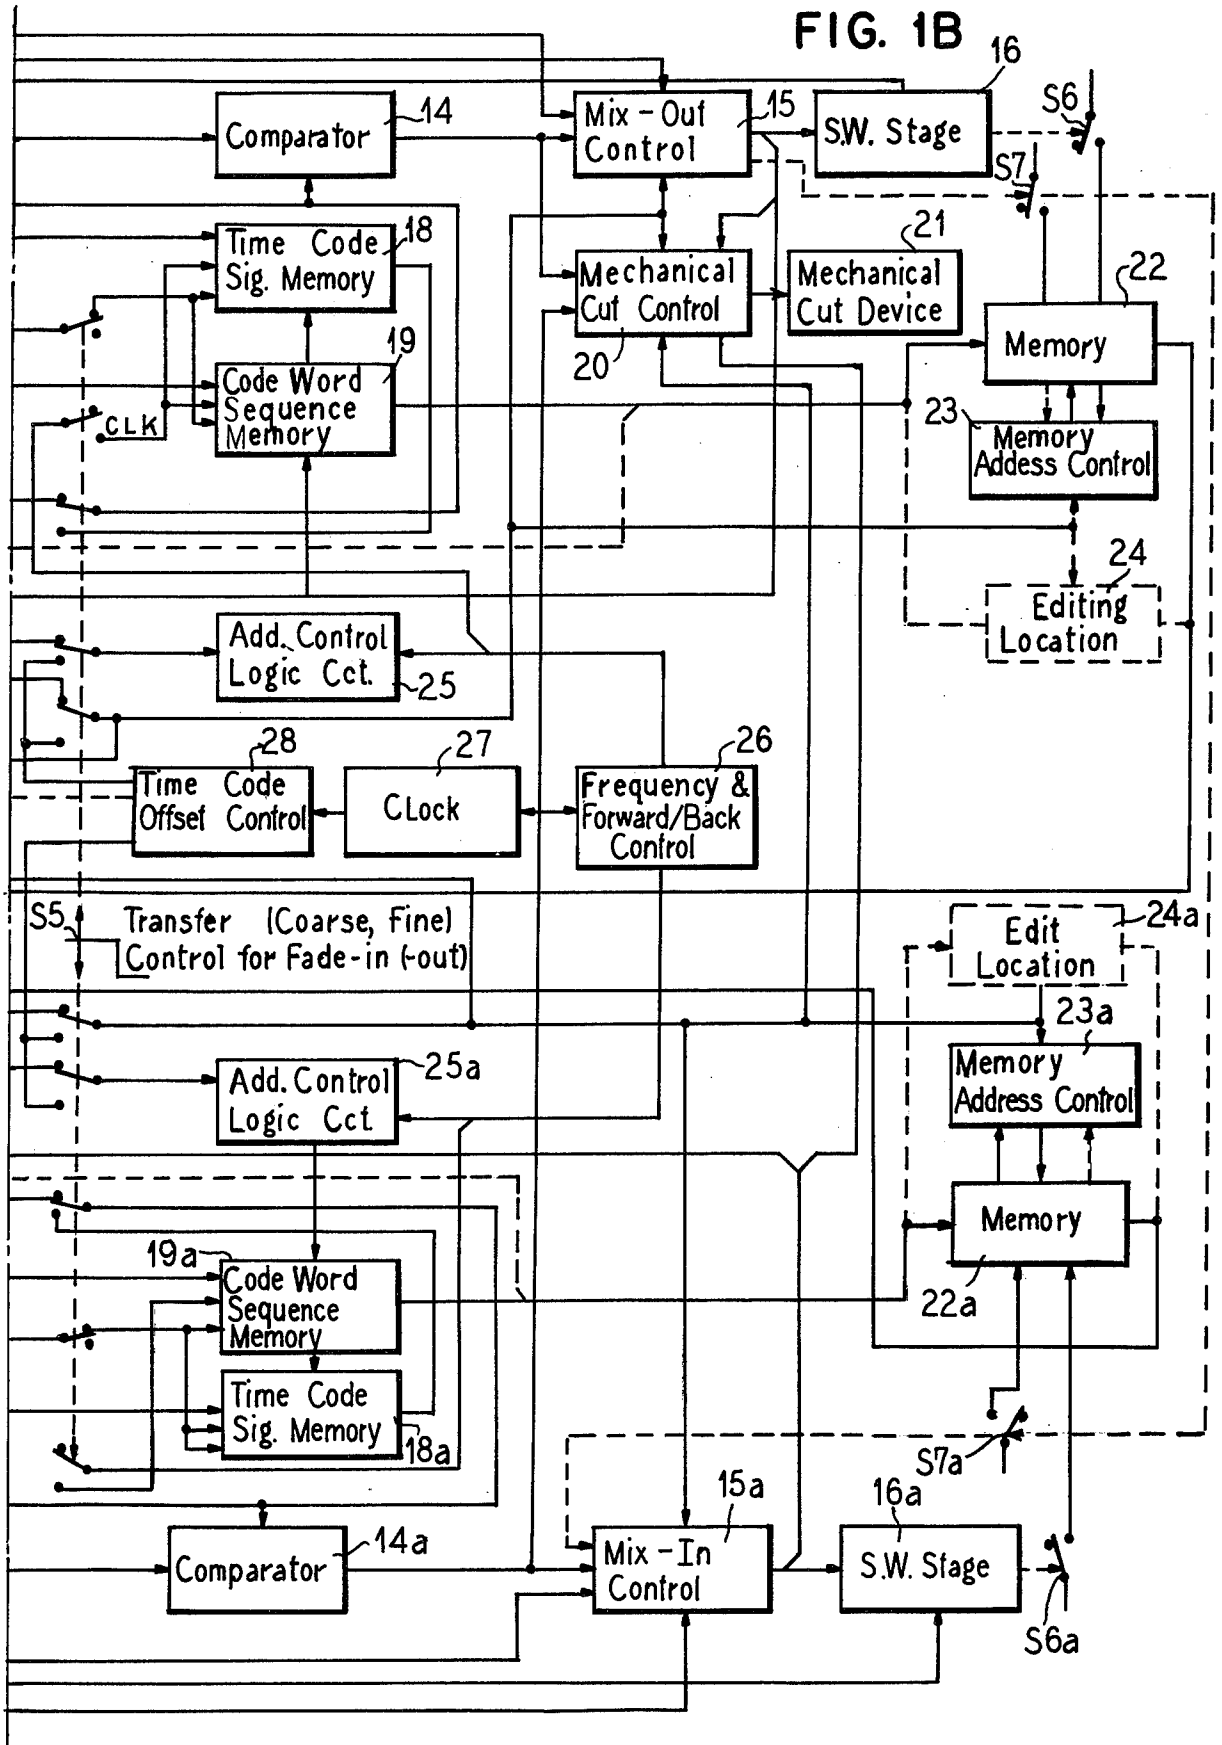 FIG. 1B
16
S6
14
Comparator
Mix-Out
Control
15
S.W. Stage
S7
Time Code
Sig. Memory
18
Mechanical
Cut Control
20
21
Mechanical
Cut Device
22
Memory
19
Code Word
Sequence
Memory
CLK
23
Memory
Addess Control
24
Editing
Location
Add. Control
Logic Cct.
25
28
27
26
Time Code
Offset Control
CLock
Frequency &
Forward/Back
Control
S5
Transfer (Coarse, Fine)
Control for Fade-in (-out)
24a
Edit
Location
23a
Memory
Address Control
25a
Add. Control
Logic Cct.
Memory
22a
19a
Code Word
Sequence
Memory
Time Code
Sig. Memory
18a
S7a
15a
16a
14a
Comparator
Mix-In
Control
S.W. Stage
S6a